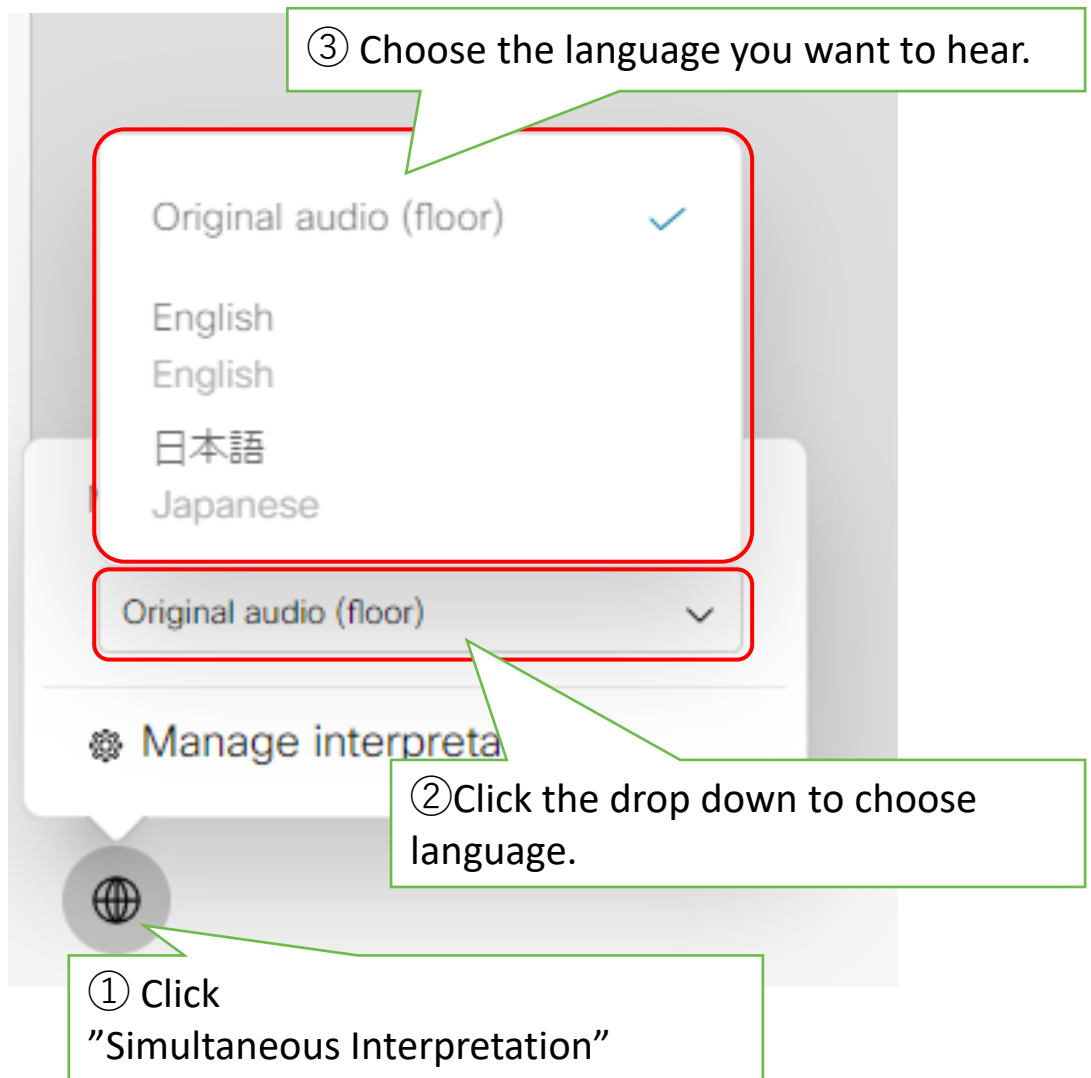 ③ Choose the language you want to hear.
Original audio (floor)
English
English
日本語
Japanese
Original audio (floor)
Manage interpreta
②Click the drop down to choose
language.
① Click
”Simultaneous Interpretation”